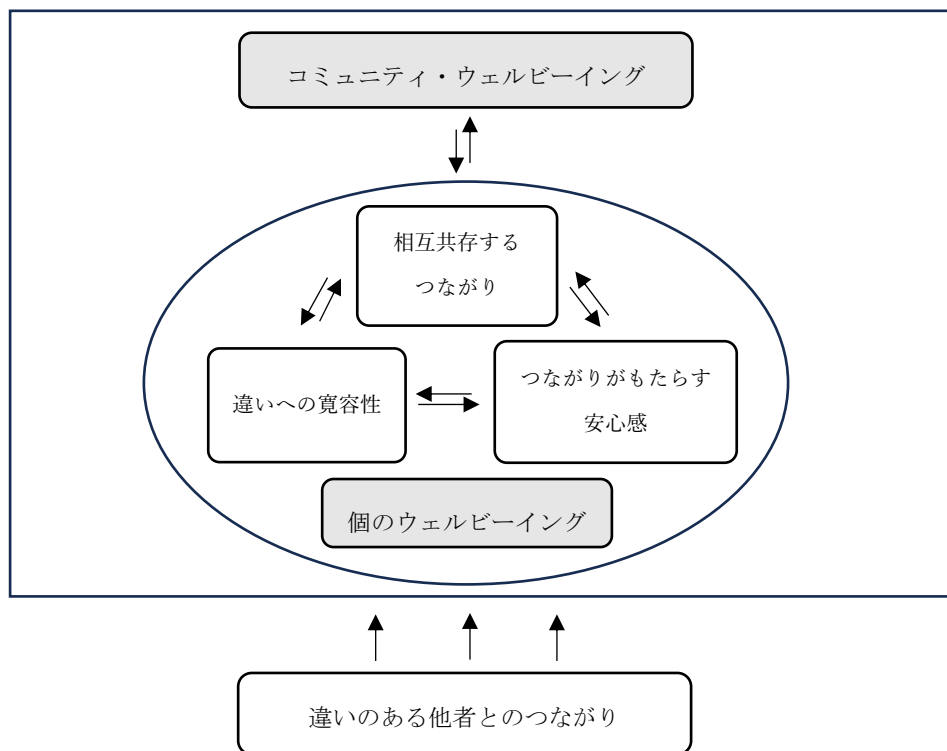 コミュニティ・ウェルビーイング
相互共存する
つながり
違いへの寛容性
つながりがもたらす
安心感
個のウェルビーイング
違いのある他者とのつながり